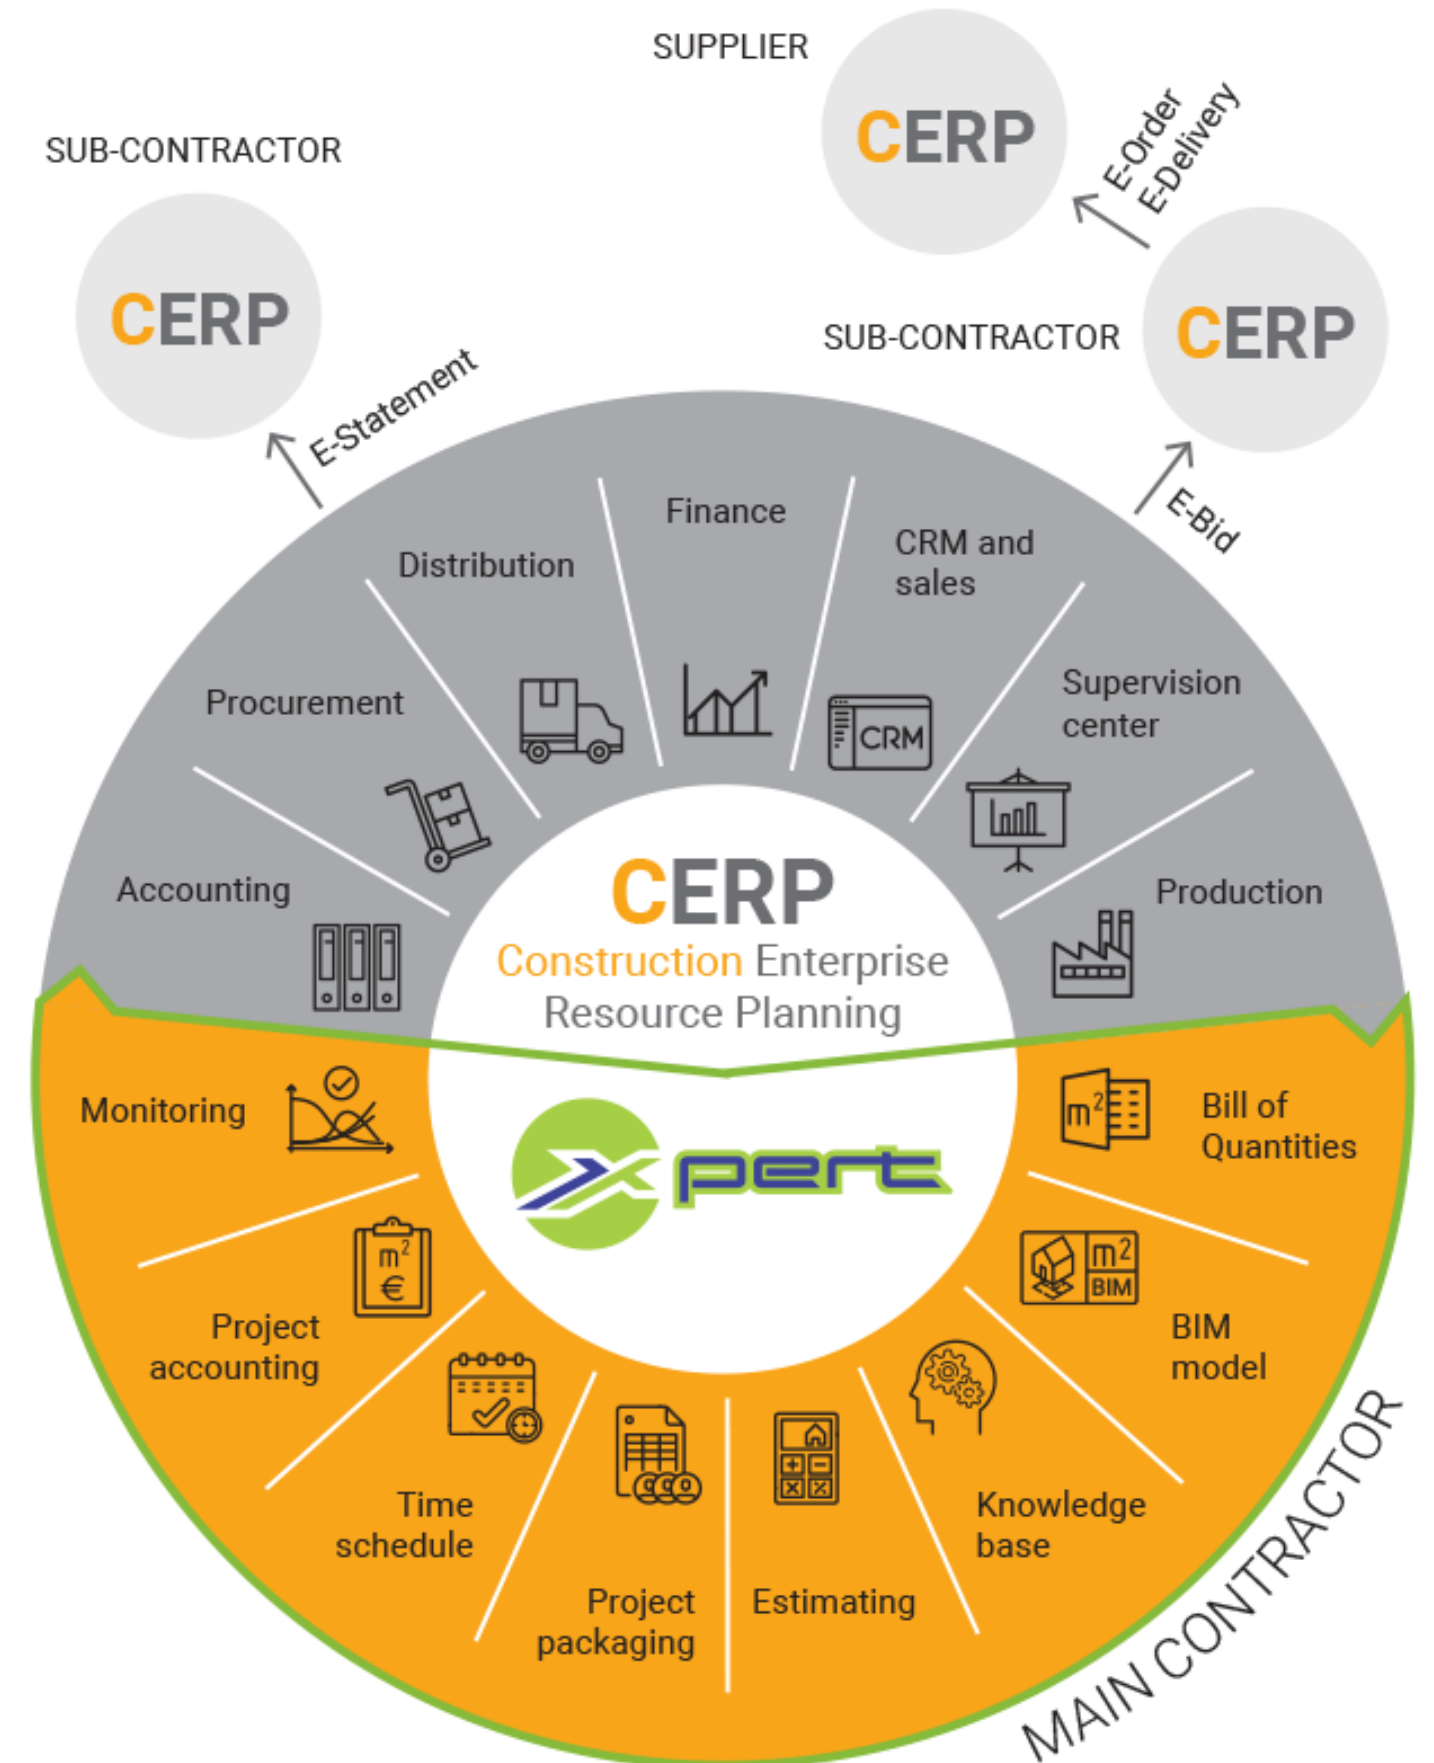 SUPPLIER
CERP
E-Order
E-Delivery
SUB-CONTRACTOR
CERP
SUB-CONTRACTOR
CERP
E-Statement
E-Bid
Finance
CRM and
sales
Distribution
Supervision
center
Procurement
CRM
Accounting
Production
CERP
Construction Enterprise
Resource Planning
Monitoring
m²
Bill of
Quantities
Xpert
m²
€
Project
accounting
m²
BIM
BIM
model
Time
schedule
Knowledge
base
Project
packaging
Estimating
MAIN CONTRACTOR